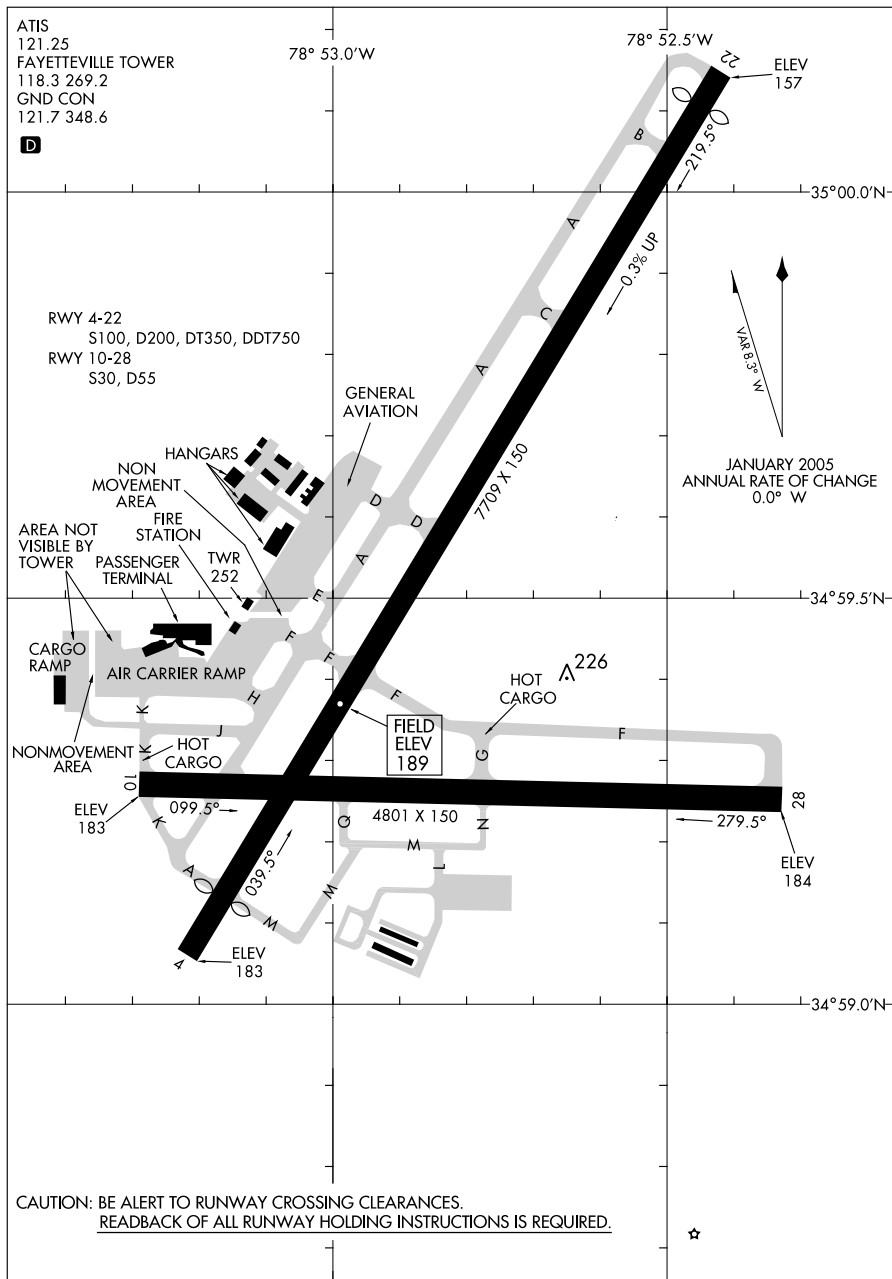 ATIS
121.25
FAYETTEVILLE TOWER
118.3 269.2
GND CON
121.7 348.6
D
78° 53.0'W
78° 52.5'W
22
ELEV
157
B
219.5°
35° 00.0'N
A
0.3% UP
VAR 8.3° W
RWY 4-22
S100, D200, DT350, DDT750
RWY 10-28
S30, D55
C
A
GENERAL
AVIATION
JANUARY 2005
ANNUAL RATE OF CHANGE
0.0° W
HANGARS
NON
MOVEMENT
AREA
7709 X 150
D
D
FIRE
STATION
AREA NOT
VISIBLE BY
TOWER
PASSENGER
TERMINAL
TWR
252
A
E
34° 59.5'N
F
F
F
CARGO
RAMP
AIR CARRIER RAMP
226
HOT
CARGO
H
K
J
FIELD
ELEV
189
F
G
NONMOVEMENT
AREA
K
HOT
CARGO
10
28
ELEV
183
099.5°
4801 X 150
279.5°
K
Q
N
M
ELEV
184
A
039.5°
L
M
M
ELEV
183
4
34° 59.0'N
CAUTION: BE ALERT TO RUNWAY CROSSING CLEARANCES.
READBACK OF ALL RUNWAY HOLDING INSTRUCTIONS IS REQUIRED.